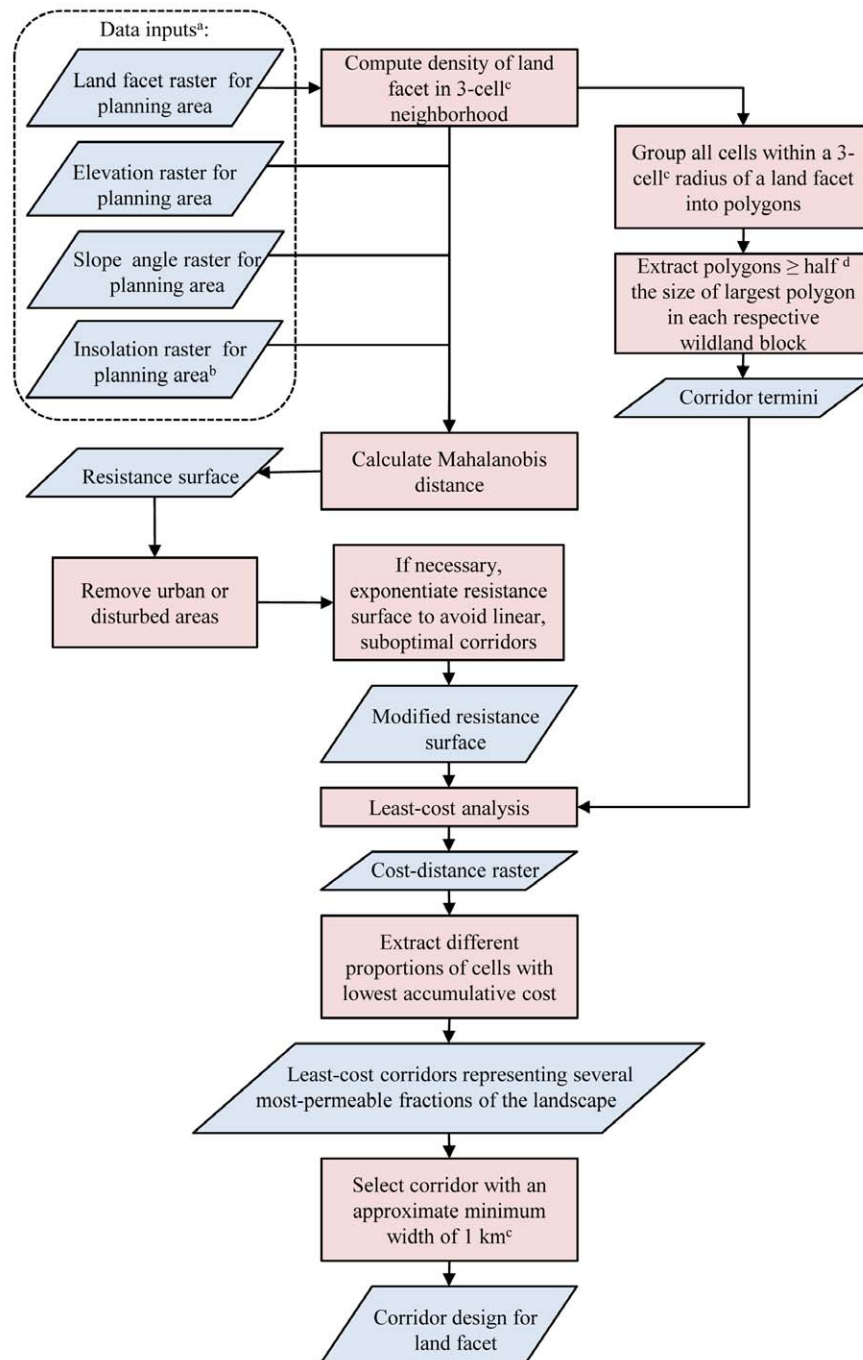 Data inputsᵃ:
Land facet raster for
planning area
Compute density of land
facet in 3-cellᶜ
neighborhood
Elevation raster for
planning area
Group all cells within a 3-
cellᶜ radius of a land facet
into polygons
Slope angle raster for
planning area
Extract polygons ≥ half ᵈ
the size of largest polygon
in each respective
wildland block
Insolation raster for
planning areaᵇ
Corridor termini
Resistance surface
Calculate Mahalanobis
distance
Remove urban or
disturbed areas
If necessary,
exponentiate resistance
surface to avoid linear,
suboptimal corridors
Modified resistance
surface
Least-cost analysis
Cost-distance raster
Extract different
proportions of cells with
lowest accumulative cost
Least-cost corridors representing several
most-permeable fractions of the landscape
Select corridor with an
approximate minimum
width of 1 kmᶜ
Corridor design for
land facet